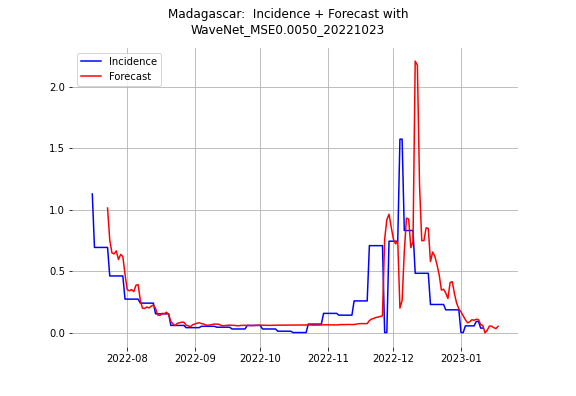 Madagascar:  Incidence + Forecast with
WaveNet_MSE0.0050_20221023
Incidence
Forecast
2.0
1.5
1.0
0.5
0.0
2022-08 2022-09 2022-10 2022-11 2022-12 2023-01